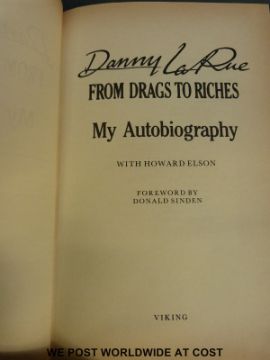 Danny La Rue
FROM DRAGS TO RICHES
My Autobiography
WITH HOWARD ELSON
FOREWORD BY
DONALD SINDEN
VIKING
WE POST WORLDWIDE AT COST